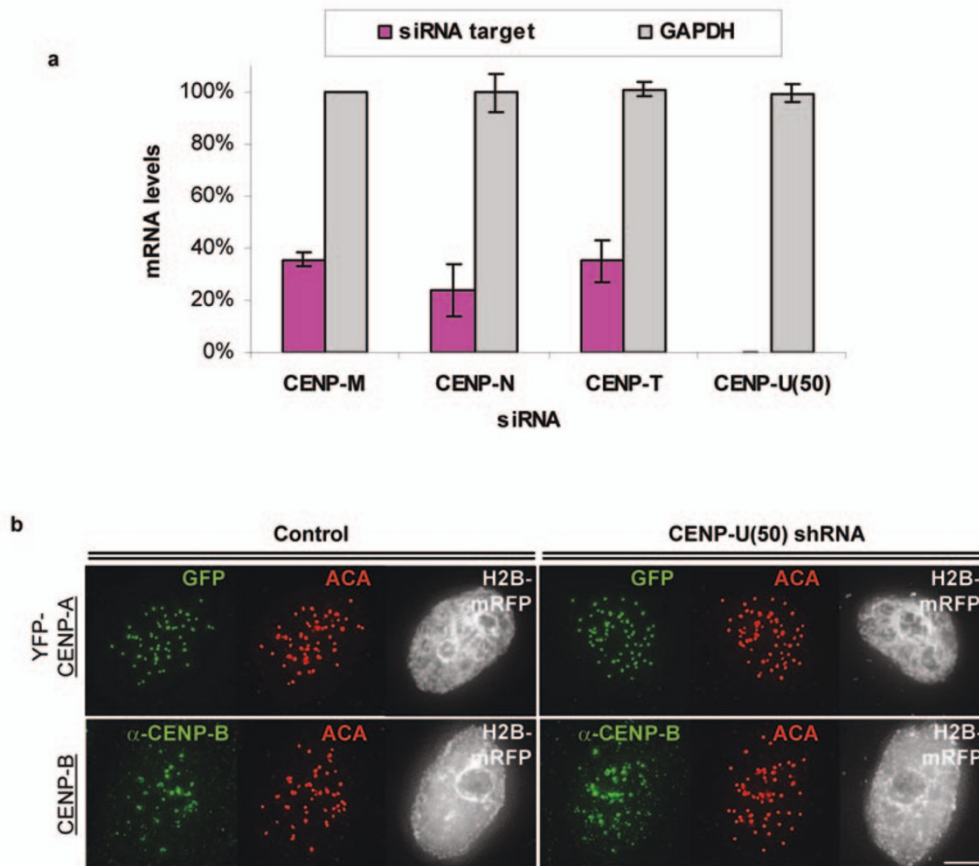 siRNA target GAPDH
a
100%
80%
60%
40%
20%
0%
mRNA levels
CENP-M CENP-N CENP-T CENP-U(50)
siRNA
b
Control CENP-U(50) shRNA
YFP-
CENP-A
GFP ACA H2B-
mRFP
GFP ACA H2B-
mRFP
CENP-B
α-CENP-B ACA H2B-
mRFP
α-CENP-B ACA H2B-
mRFP